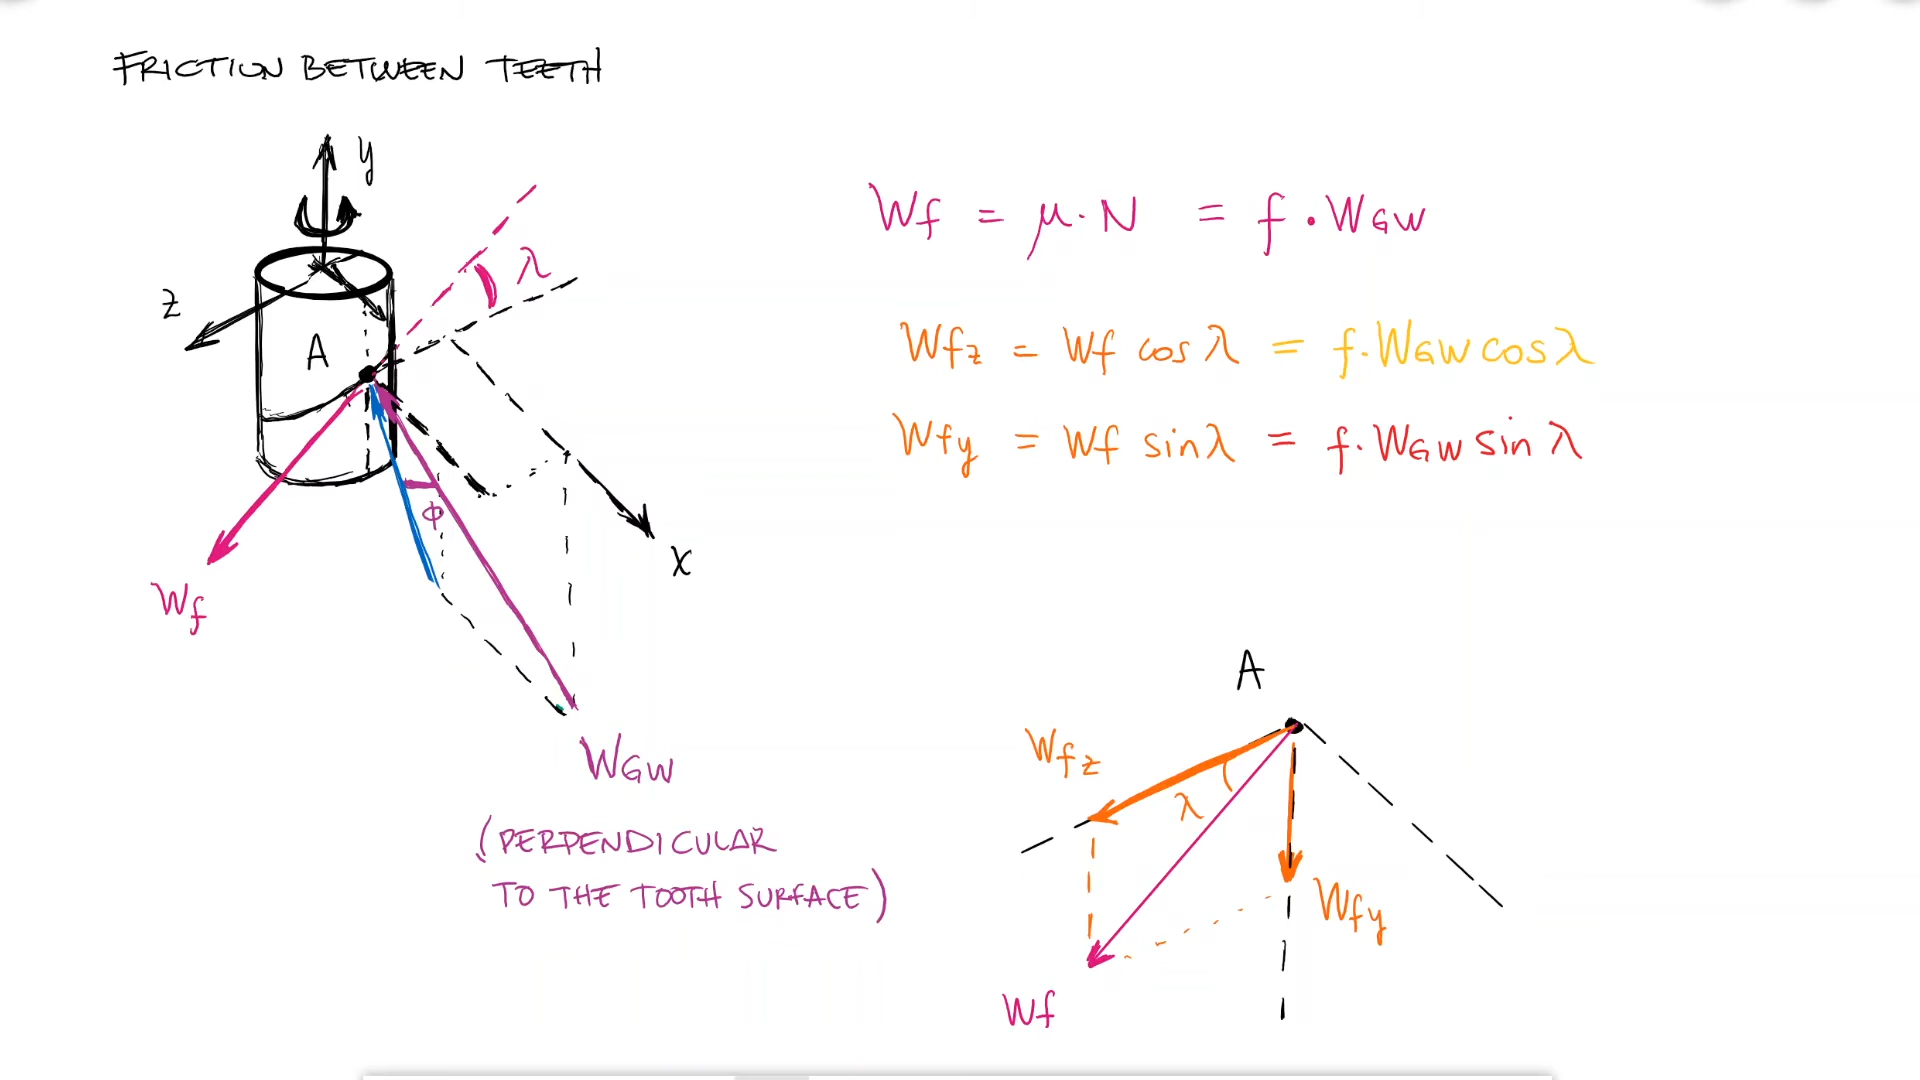 FRICTION BETWEEN TEETH
y
λ
z
A
Wf
ϕ
x
WGW
(PERPENDICULAR
TO THE TOOTH SURFACE)
Wf = μ·N = f·WGW
Wfz = Wf cos λ = f·WGW cos λ
Wfy = Wf sin λ = f·WGW sin λ
A
Wfz
λ
Wfy
Wf